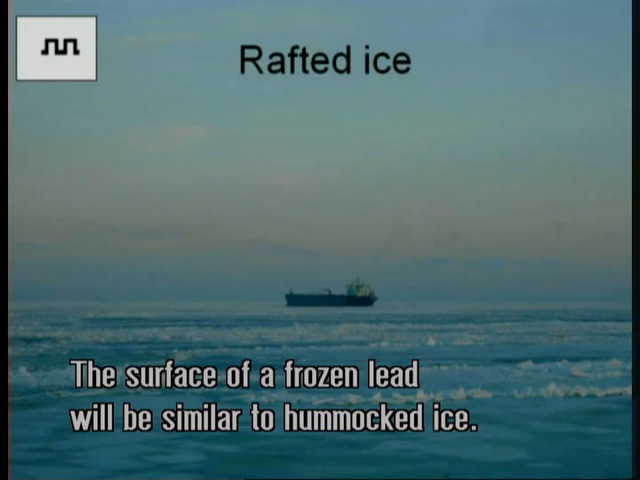 Rafted ice
The surface of a frozen lead
will be similar to hummocked ice.